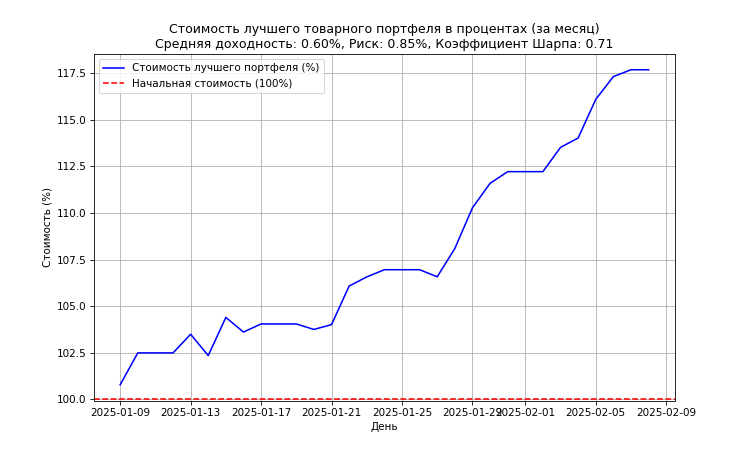 Стоимость лучшего товарного портфеля в процентах (за месяц)
Средняя доходность: 0.60%, Риск: 0.85%, Коэффициент Шарпа: 0.71
Стоимость лучшего портфеля (%)
Начальная стоимость (100%)
Стоимость (%)
117.5
115.0
112.5
110.0
107.5
105.0
102.5
100.0
2025-01-09 2025-01-13 2025-01-17 2025-01-21 2025-01-25 2025-01-29 2025-02-01 2025-02-05 2025-02-09
День